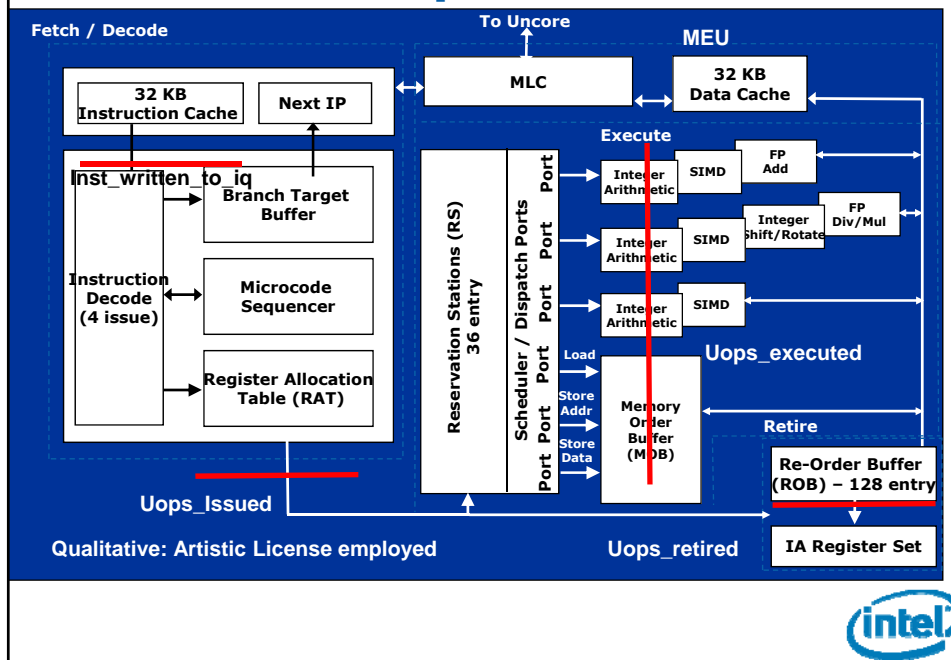 To Uncore
Fetch / Decode
MEU
32 KB
Instruction Cache
Next IP
MLC
32 KB
Data Cache
Execute
Inst_written_to_iq
Branch Target
Buffer
Instruction
Decode
(4 issue)
Microcode
Sequencer
Register Allocation
Table (RAT)
Reservation Stations (RS)
36 entry
Scheduler / Dispatch Ports
Port
Port
Port
Port
Port
Port
Integer
Arithmetic
SIMD
FP
Add
Integer
Arithmetic
SIMD
Integer
Shift/Rotate
FP
Div/Mul
Integer
Arithmetic
SIMD
Load
Store
Addr
Store
Data
Memory
Order
Buffer
(MOB)
Uops_executed
Retire
Re-Order Buffer
(ROB) – 128 entry
IA Register Set
Uops_Issued
Qualitative: Artistic License employed
Uops_retired
intel